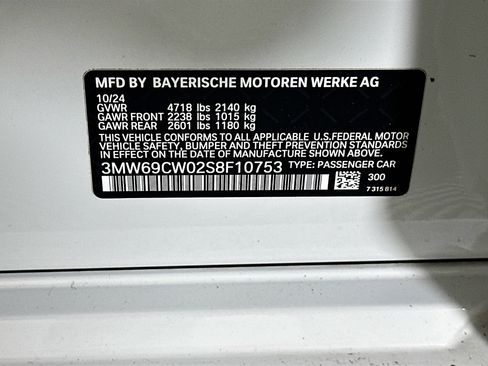 MFD BY BAYERISCHE MOTOREN WERKE AG
10/24
GVWR 4718 lbs 2140 kg
GAWR FRONT 2238 lbs 1015 kg
GAWR REAR 2601 lbs 1180 kg
THIS VEHICLE CONFORMS TO ALL APPLICABLE U.S.FEDERAL MOTOR
VEHICLE SAFETY, BUMPER AND THEFT PREVENTION STANDARDS IN EFFECT
ON THE DATE OF MANUFACTURE SHOWN ABOVE.
3MW69CW02S8F10753 TYPE: PASSENGER CAR
300
7 315 614